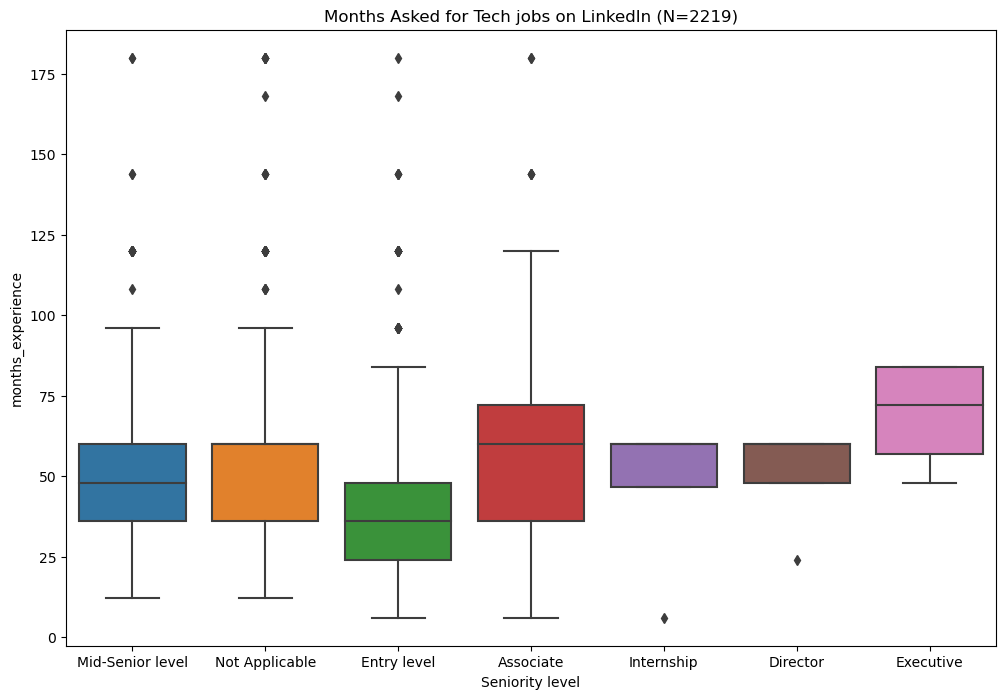 Months Asked for Tech jobs on LinkedIn (N=2219)
175
150
125
100
75
50
25
0
months_experience
Mid-Senior level
Not Applicable
Entry level
Associate
Internship
Director
Executive
Seniority level